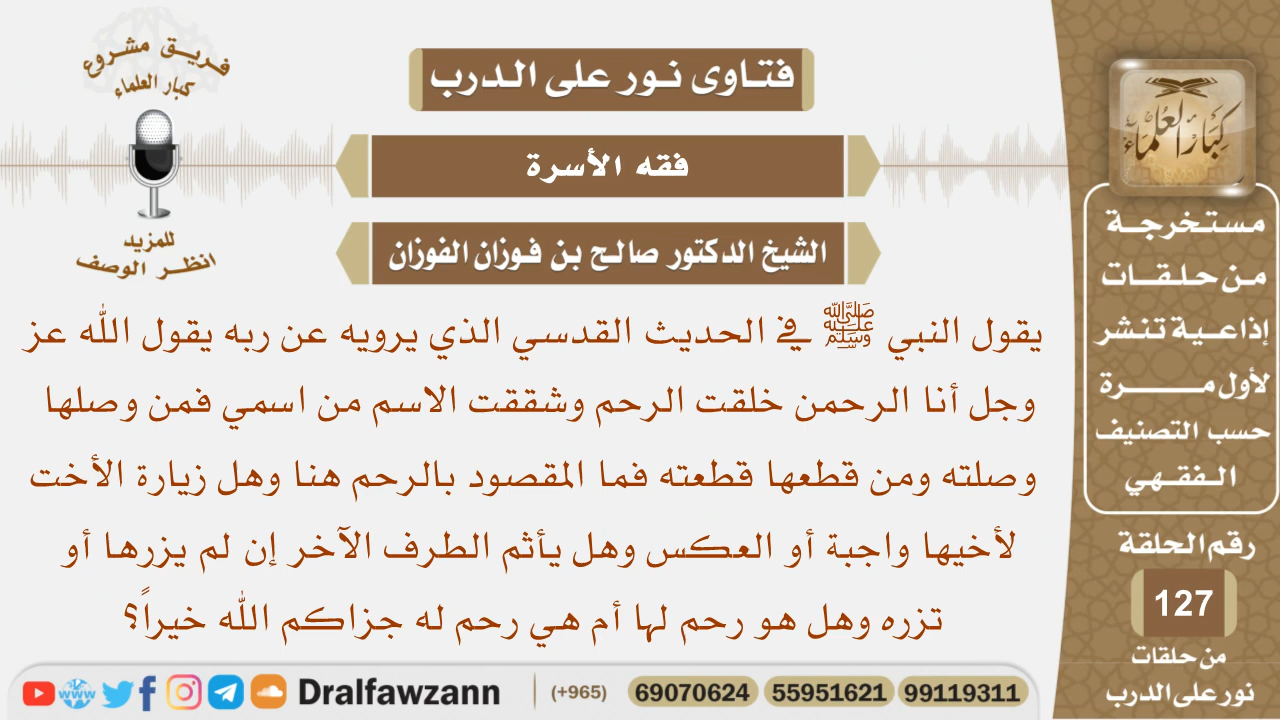 فريق مشروع
كبار العلماء
للمزيد
انظر الوصف
فتاوى نور على الدرب
فقه الأسرة
الشيخ الدكتور صالح بن فوزان الفوزان
يقول النبي ﷺ في الحديث القدسي الذي يرويه عن ربه يقول الله عز
وجل أنا الرحمن خلقت الرحم وشققت الاسم من اسمي فمن وصلها
وصلته ومن قطعها قطعته فما المقصود بالرحم هنا وهل زيارة الأخت
لأخيها واجبة أو العكس وهل يأثم الطرف الآخر إن لم يزرها أو
تزره وهل هو رحم لها أم هي رحم له جزاكم الله خيراً؟
كبار العلماء
مستخرجة
من حلقات
إذاعية تنشر
لأول مرة
حسب التصنيف
الفقهي
رقم الحلقة
127
من حلقات
نور على الدرب
www
Dralfawzann
(+965)
69070624
55951621
99119311